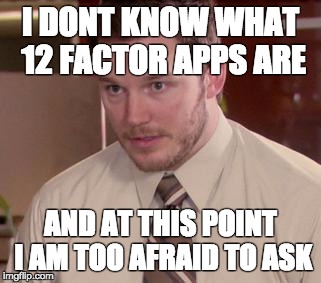 I DONT KNOW WHAT
12 FACTOR APPS ARE
AND AT THIS POINT
I AM TOO AFRAID TO ASK
imgflip.com